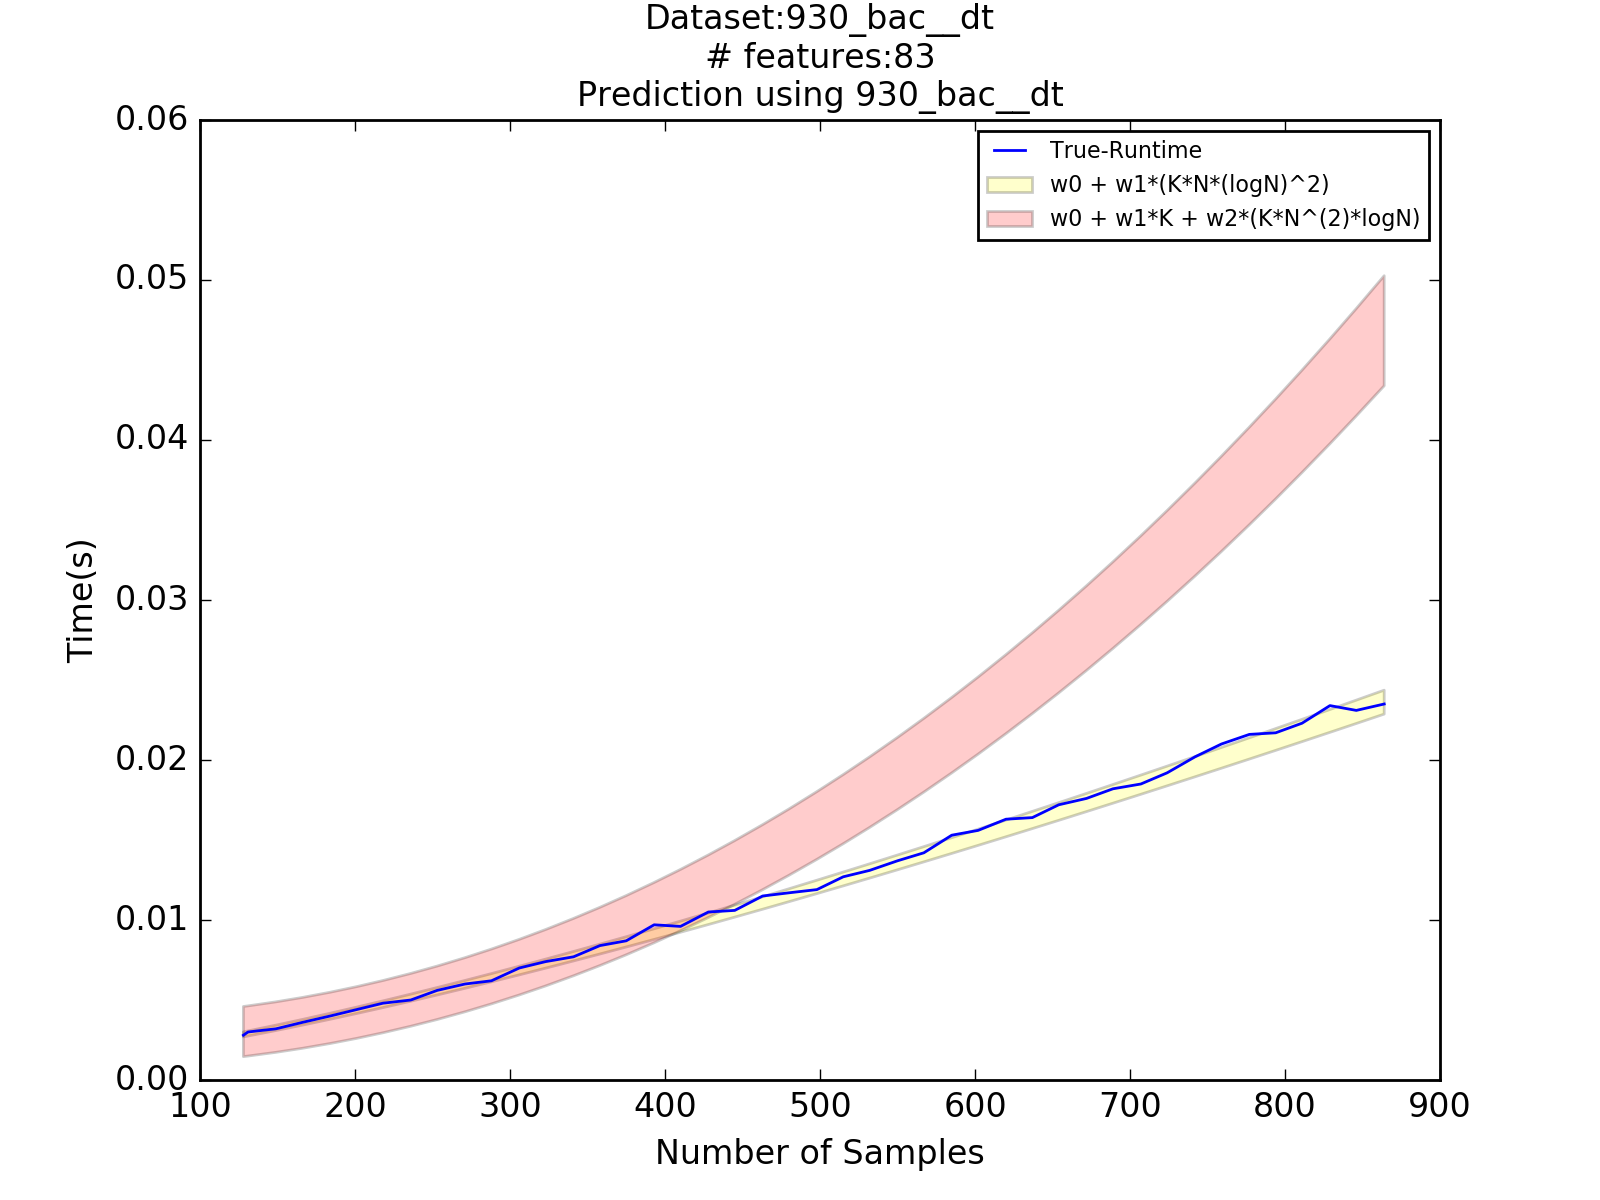 Dataset:930_bac__dt
# features:83
Prediction using 930_bac__dt
True-Runtime
w0 + w1*(K*N*(logN)^2)
w0 + w1*K + w2*(K*N^(2)*logN)
Time(s)
0.06
0.05
0.04
0.03
0.02
0.01
0.00
100 200 300 400 500 600 700 800 900
Number of Samples